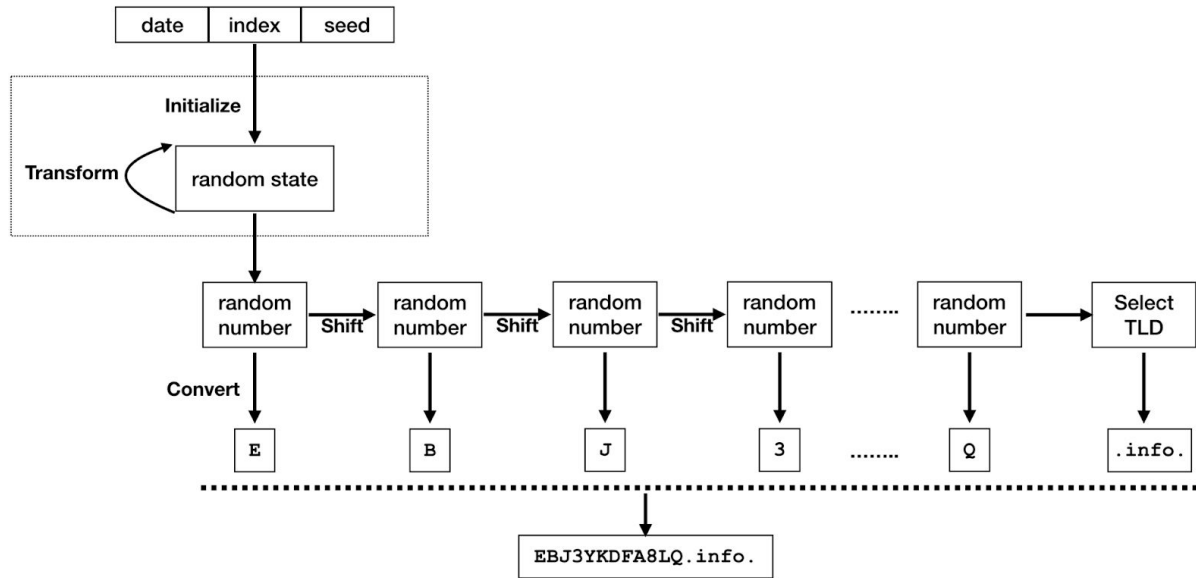 date index seed
Initialize
Transform
random state
random random random random random Select
number Shift number Shift number Shift number ........ number TLD
Convert
E B J 3 ........ Q .info.
EBJ3YKDFA8LQ.info.